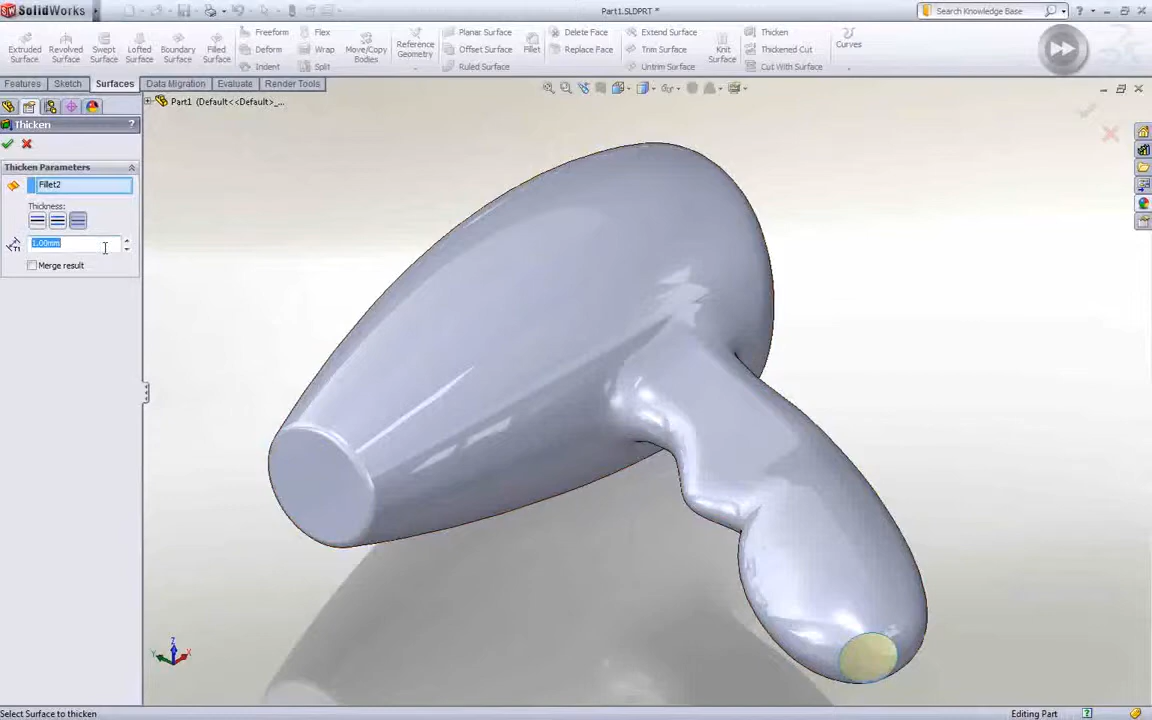 SolidWorks
Part1.SLDPRT *
Search Knowledge Base
Extruded Surface
Revolved Surface
Swept Surface
Lofted Surface
Boundary Surface
Filled Surface
Freeform
Deform
Indent
Flex
Wrap
Split
Move/Copy Bodies
Reference Geometry
Planar Surface
Offset Surface
Ruled Surface
Fillet
Delete Face
Replace Face
Extend Surface
Trim Surface
Untrim Surface
Knit Surface
Thicken
Thickened Cut
Cut With Surface
Curves
Features
Sketch
Surfaces
Data Migration
Evaluate
Render Tools
Part1 (Default<<Default>_...
Thicken
?
Thicken Parameters
Fillet2
Thickness:
T1
1.00mm
Merge result
Z
Y
X
Select Surface to thicken
Editing Part